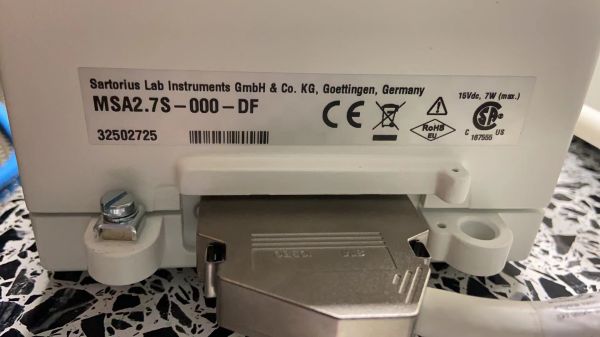 Sartorius Lab Instruments GmbH & Co. KG, Goettingen, Germany
MSA2.7S-000-DF
15Vdc, 7W (max.)
32502725
CE
RoHS
EU
C US
167555